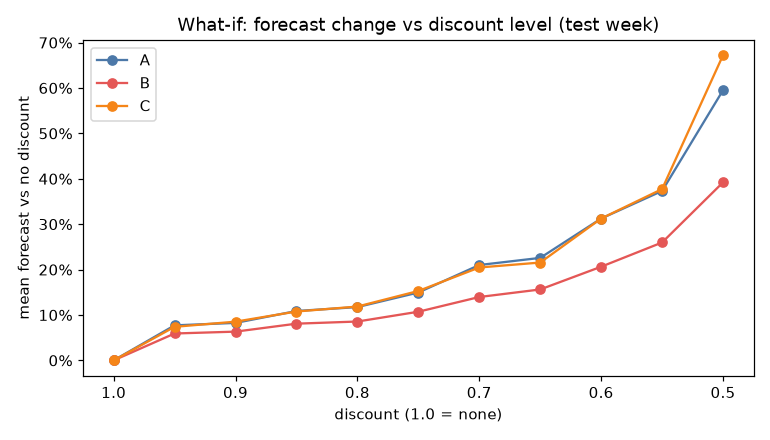 What-if: forecast change vs discount level (test week)
mean forecast vs no discount
70%
60%
50%
40%
30%
20%
10%
0%
A
B
C
1.0 0.9 0.8 0.7 0.6 0.5
discount (1.0 = none)